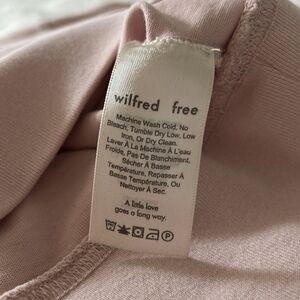 wilfred free
Machine Wash Cold, No
Bleach, Tumble Dry Low, Low
Iron, Or Dry Clean.
Laver À La Machine À L'eau
Froide, Pas De Blanchiment,
Sécher À Basse
Température, Repasser À
Basse Température, Ou
Nettoyer À Sec.
A little love
goes a long way.
P